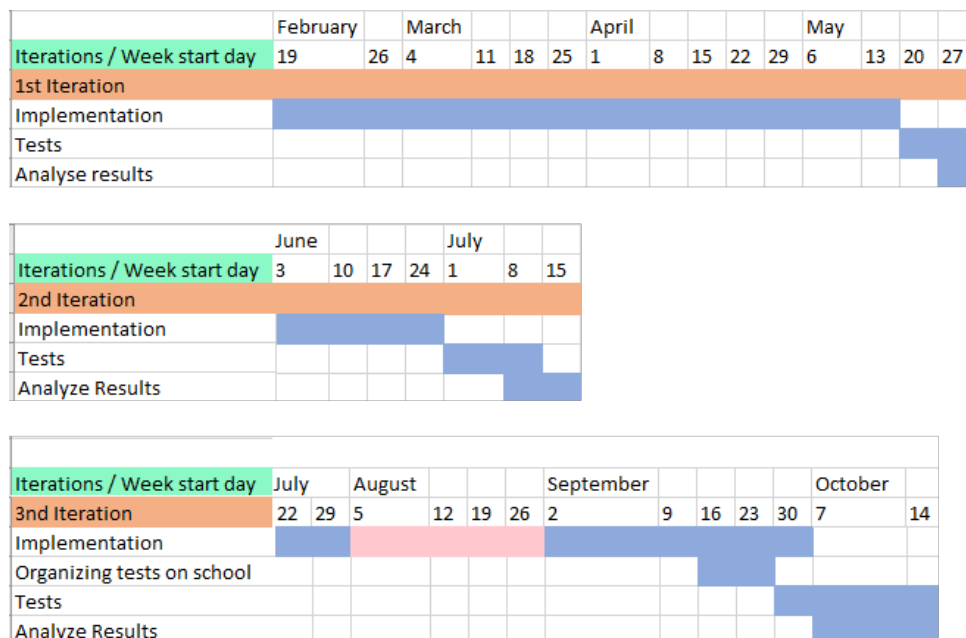 February March April May
Iterations / Week start day 19 26 4 11 18 25 1 8 15 22 29 6 13 20 27
1st Iteration
Implementation
Tests
Analyse results
June July
Iterations / Week start day 3 10 17 24 1 8 15
2nd Iteration
Implementation
Tests
Analyze Results
Iterations / Week start day July August September October
3nd Iteration 22 29 5 12 19 26 2 9 16 23 30 7 14
Implementation
Organizing tests on school
Tests
Analyze Results